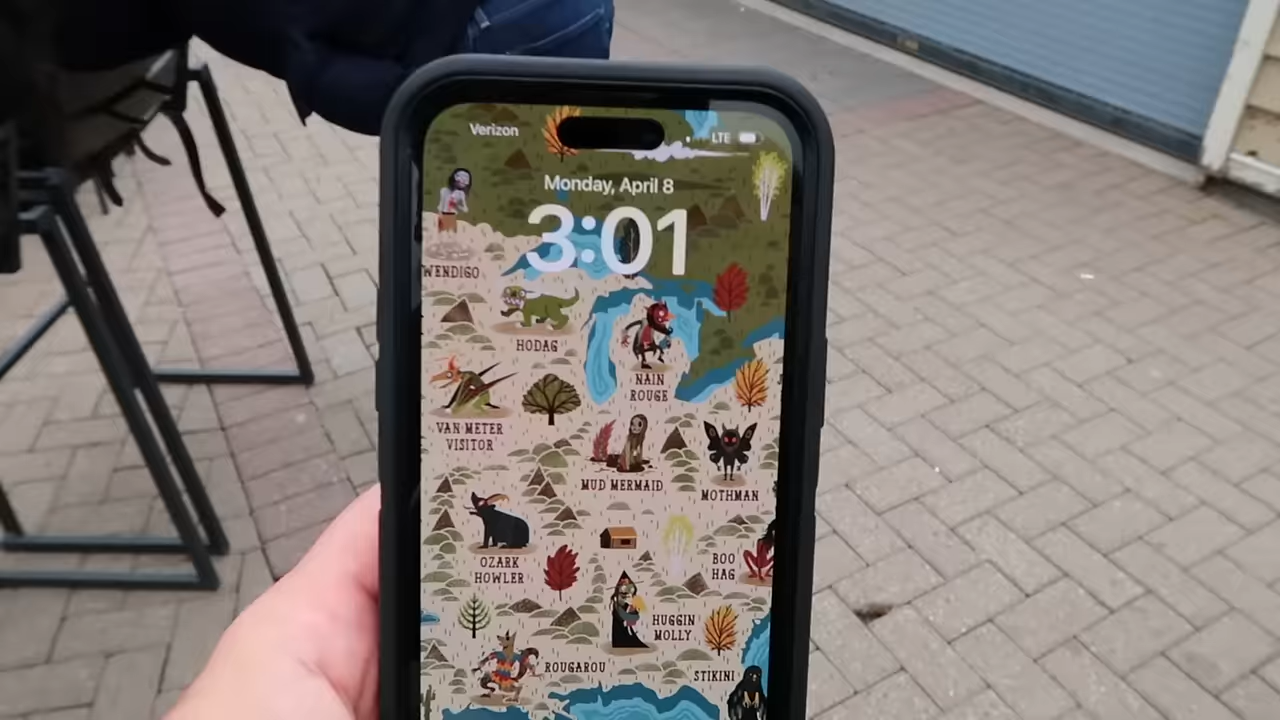 Verizon
LTE
Monday, April 8
3:01
WENDIGO
HODAG
NAIN
ROUGE
VAN METER
VISITOR
MUD MERMAID
MOTHMAN
OZARK
HOWLER
BOO
HAG
HUGGIN
MOLLY
ROUGAROU
STIKINI